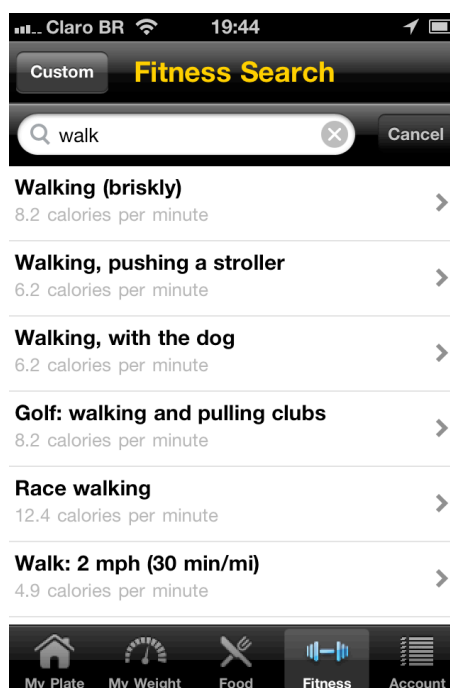 Claro BR 19:44
Custom Fitness Search
walk Cancel
Walking (briskly)
8.2 calories per minute
Walking, pushing a stroller
6.2 calories per minute
Walking, with the dog
6.2 calories per minute
Golf: walking and pulling clubs
8.2 calories per minute
Race walking
12.4 calories per minute
Walk: 2 mph (30 min/mi)
4.9 calories per minute
My Plate My Weight Food Fitness Account